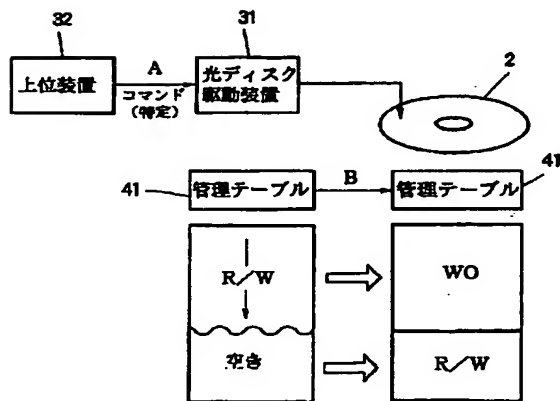 32
上位装置
A
コマンド
(特定)
31
光ディスク
駆動装置
2
41
管理テーブル
B
管理テーブル
41
R/W
空き
WO
R/W